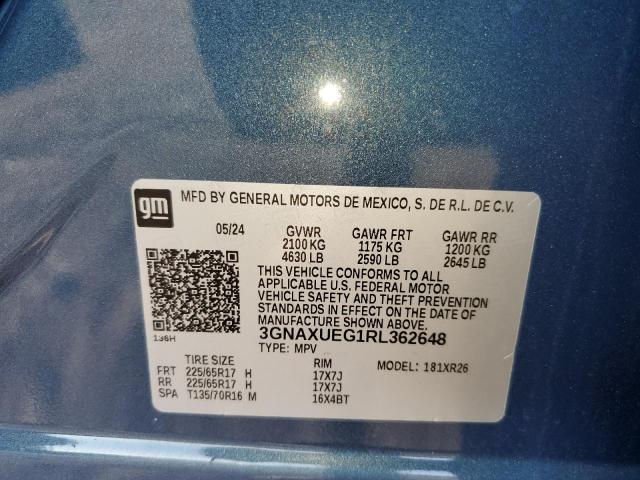 gm
MFD BY GENERAL MOTORS DE MEXICO, S. DE R.L. DE C.V.
05/24 GVWR GAWR FRT GAWR RR
2100 KG 1175 KG 1200 KG
4630 LB 2590 LB 2645 LB
THIS VEHICLE CONFORMS TO ALL
APPLICABLE U.S. FEDERAL MOTOR
VEHICLE SAFETY AND THEFT PREVENTION
STANDARDS IN EFFECT ON THE DATE OF
MANUFACTURE SHOWN ABOVE.
3GNAXUEG1RL362648
TYPE: MPV
TIRE SIZE RIM MODEL: 181XR26
FRT 225/65R17 H 17X7J
RR 225/65R17 H 17X7J
SPA T135/70R16 M 16X4BT